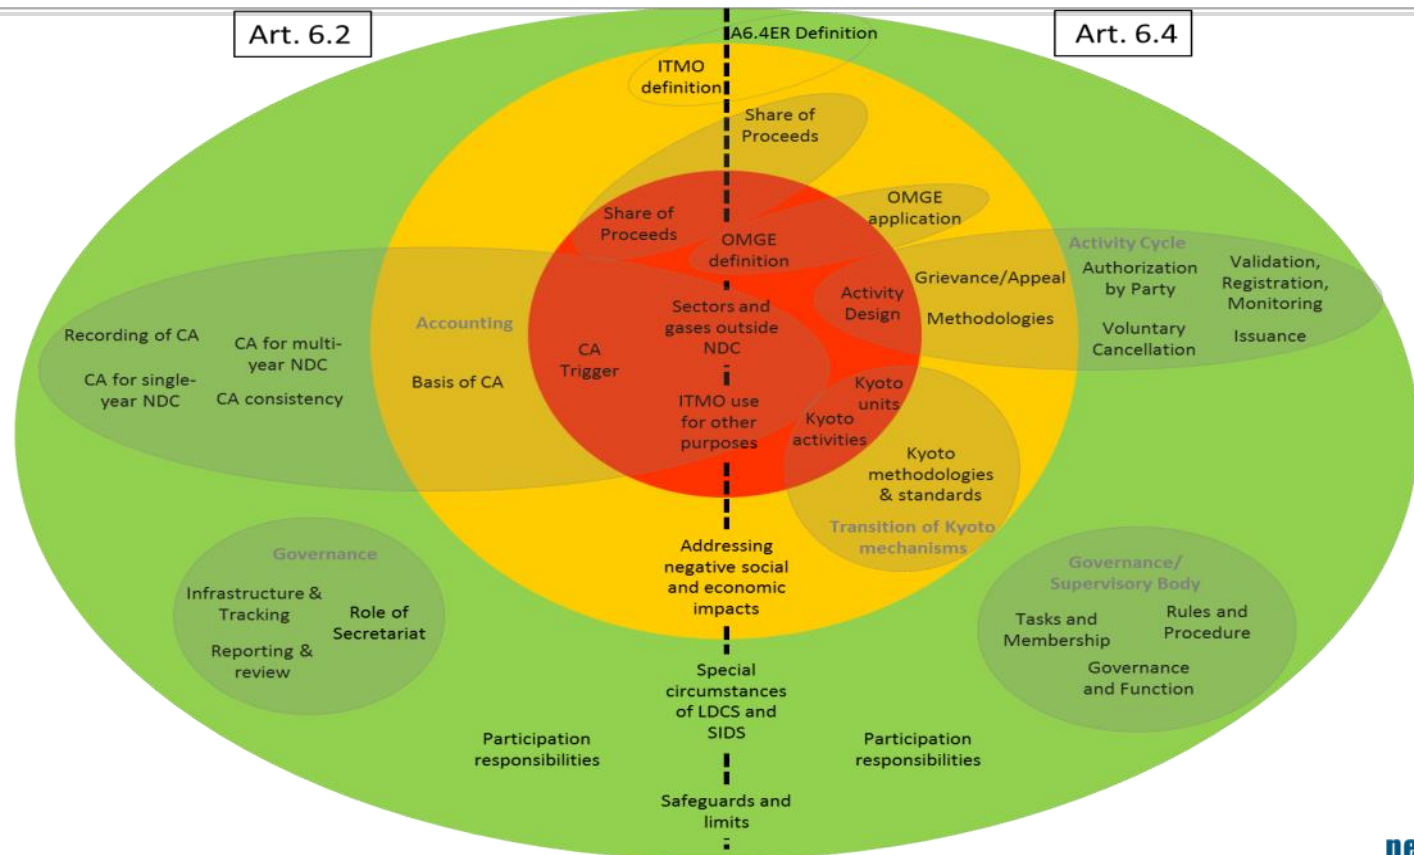 Art. 6.2
Art. 6.4
A6.4ER Definition
ITMO
definition
Share of
Proceeds
Share of
Proceeds
OMGE
application
OMGE
definition
Activity Cycle
Authorization
by Party
Validation,
Registration,
Monitoring
Grievance/Appeal
Methodologies
Voluntary
Cancellation
Issuance
Activity
Design
Sectors and
gases outside
NDC
CA
Trigger
ITMO use
for other
purposes
Accounting
Basis of CA
Recording of CA
CA for multi-
year NDC
CA for single-
year NDC
CA consistency
Kyoto
units
Kyoto
activities
Kyoto
methodologies
& standards
Transition of Kyoto
mechanisms
Addressing
negative social
and economic
impacts
Governance
Infrastructure &
Tracking
Role of
Secretariat
Reporting &
review
Governance/
Supervisory Body
Tasks and
Membership
Rules and
Procedure
Governance
and Function
Special
circumstances
of LDCS and
SIDS
Participation
responsibilities
Participation
responsibilities
Safeguards and
limits